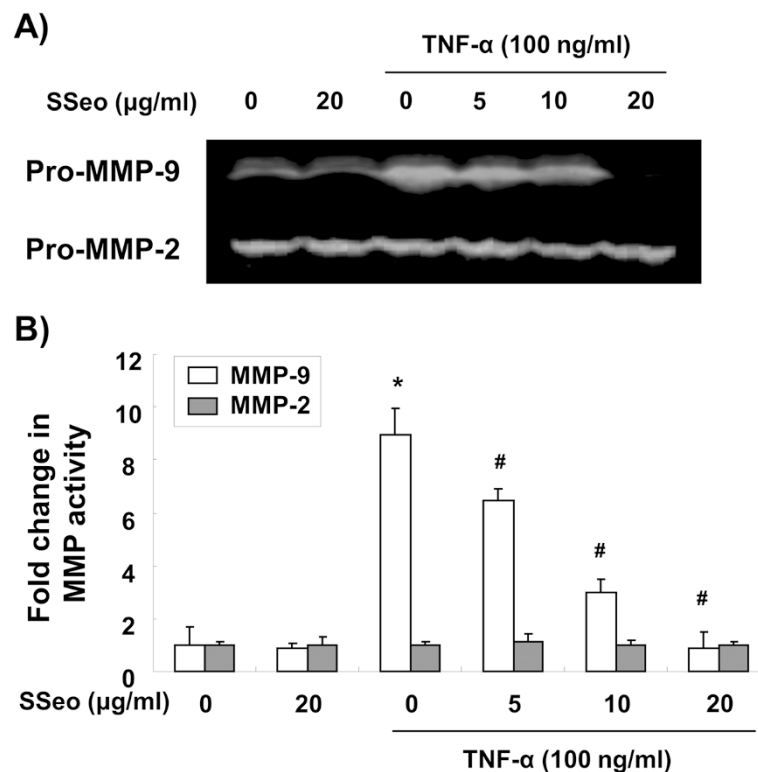 A)
TNF-α (100 ng/ml)
SSeo (µg/ml) 0 20 0 5 10 20
Pro-MMP-9
Pro-MMP-2
B)
12
10
8
6
4
2
0
Fold change in
MMP activity
MMP-9
MMP-2
*
#
#
#
SSeo (µg/ml) 0 20 0 5 10 20
TNF-α (100 ng/ml)